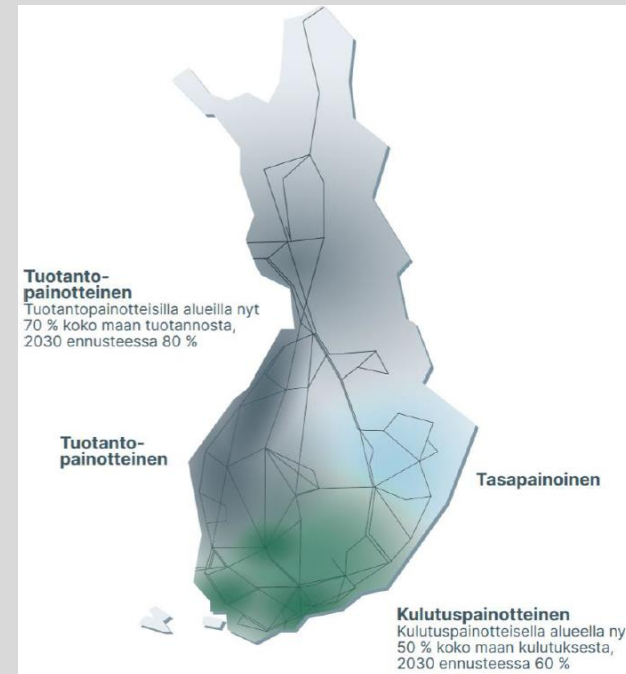 Tuotanto-
painotteinen
Tuotantopainotteisilla alueilla nyt
70 % koko maan tuotannosta,
2030 ennusteessa 80 %
Tuotanto-
painotteinen
Tasapainoinen
Kulutuspainotteinen
Kulutuspainotteisella alueella ny
50 % koko maan kulutuksesta,
2030 ennusteessa 60 %